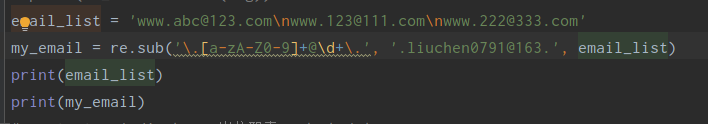 email_list = 'www.abc@123.com\nwww.123@111.com\nwww.222@333.com'
my_email = re.sub('\.[a-zA-Z0-9]+@\d+\.', '.liuchen0791@163.', email_list)
print(email_list)
print(my_email)